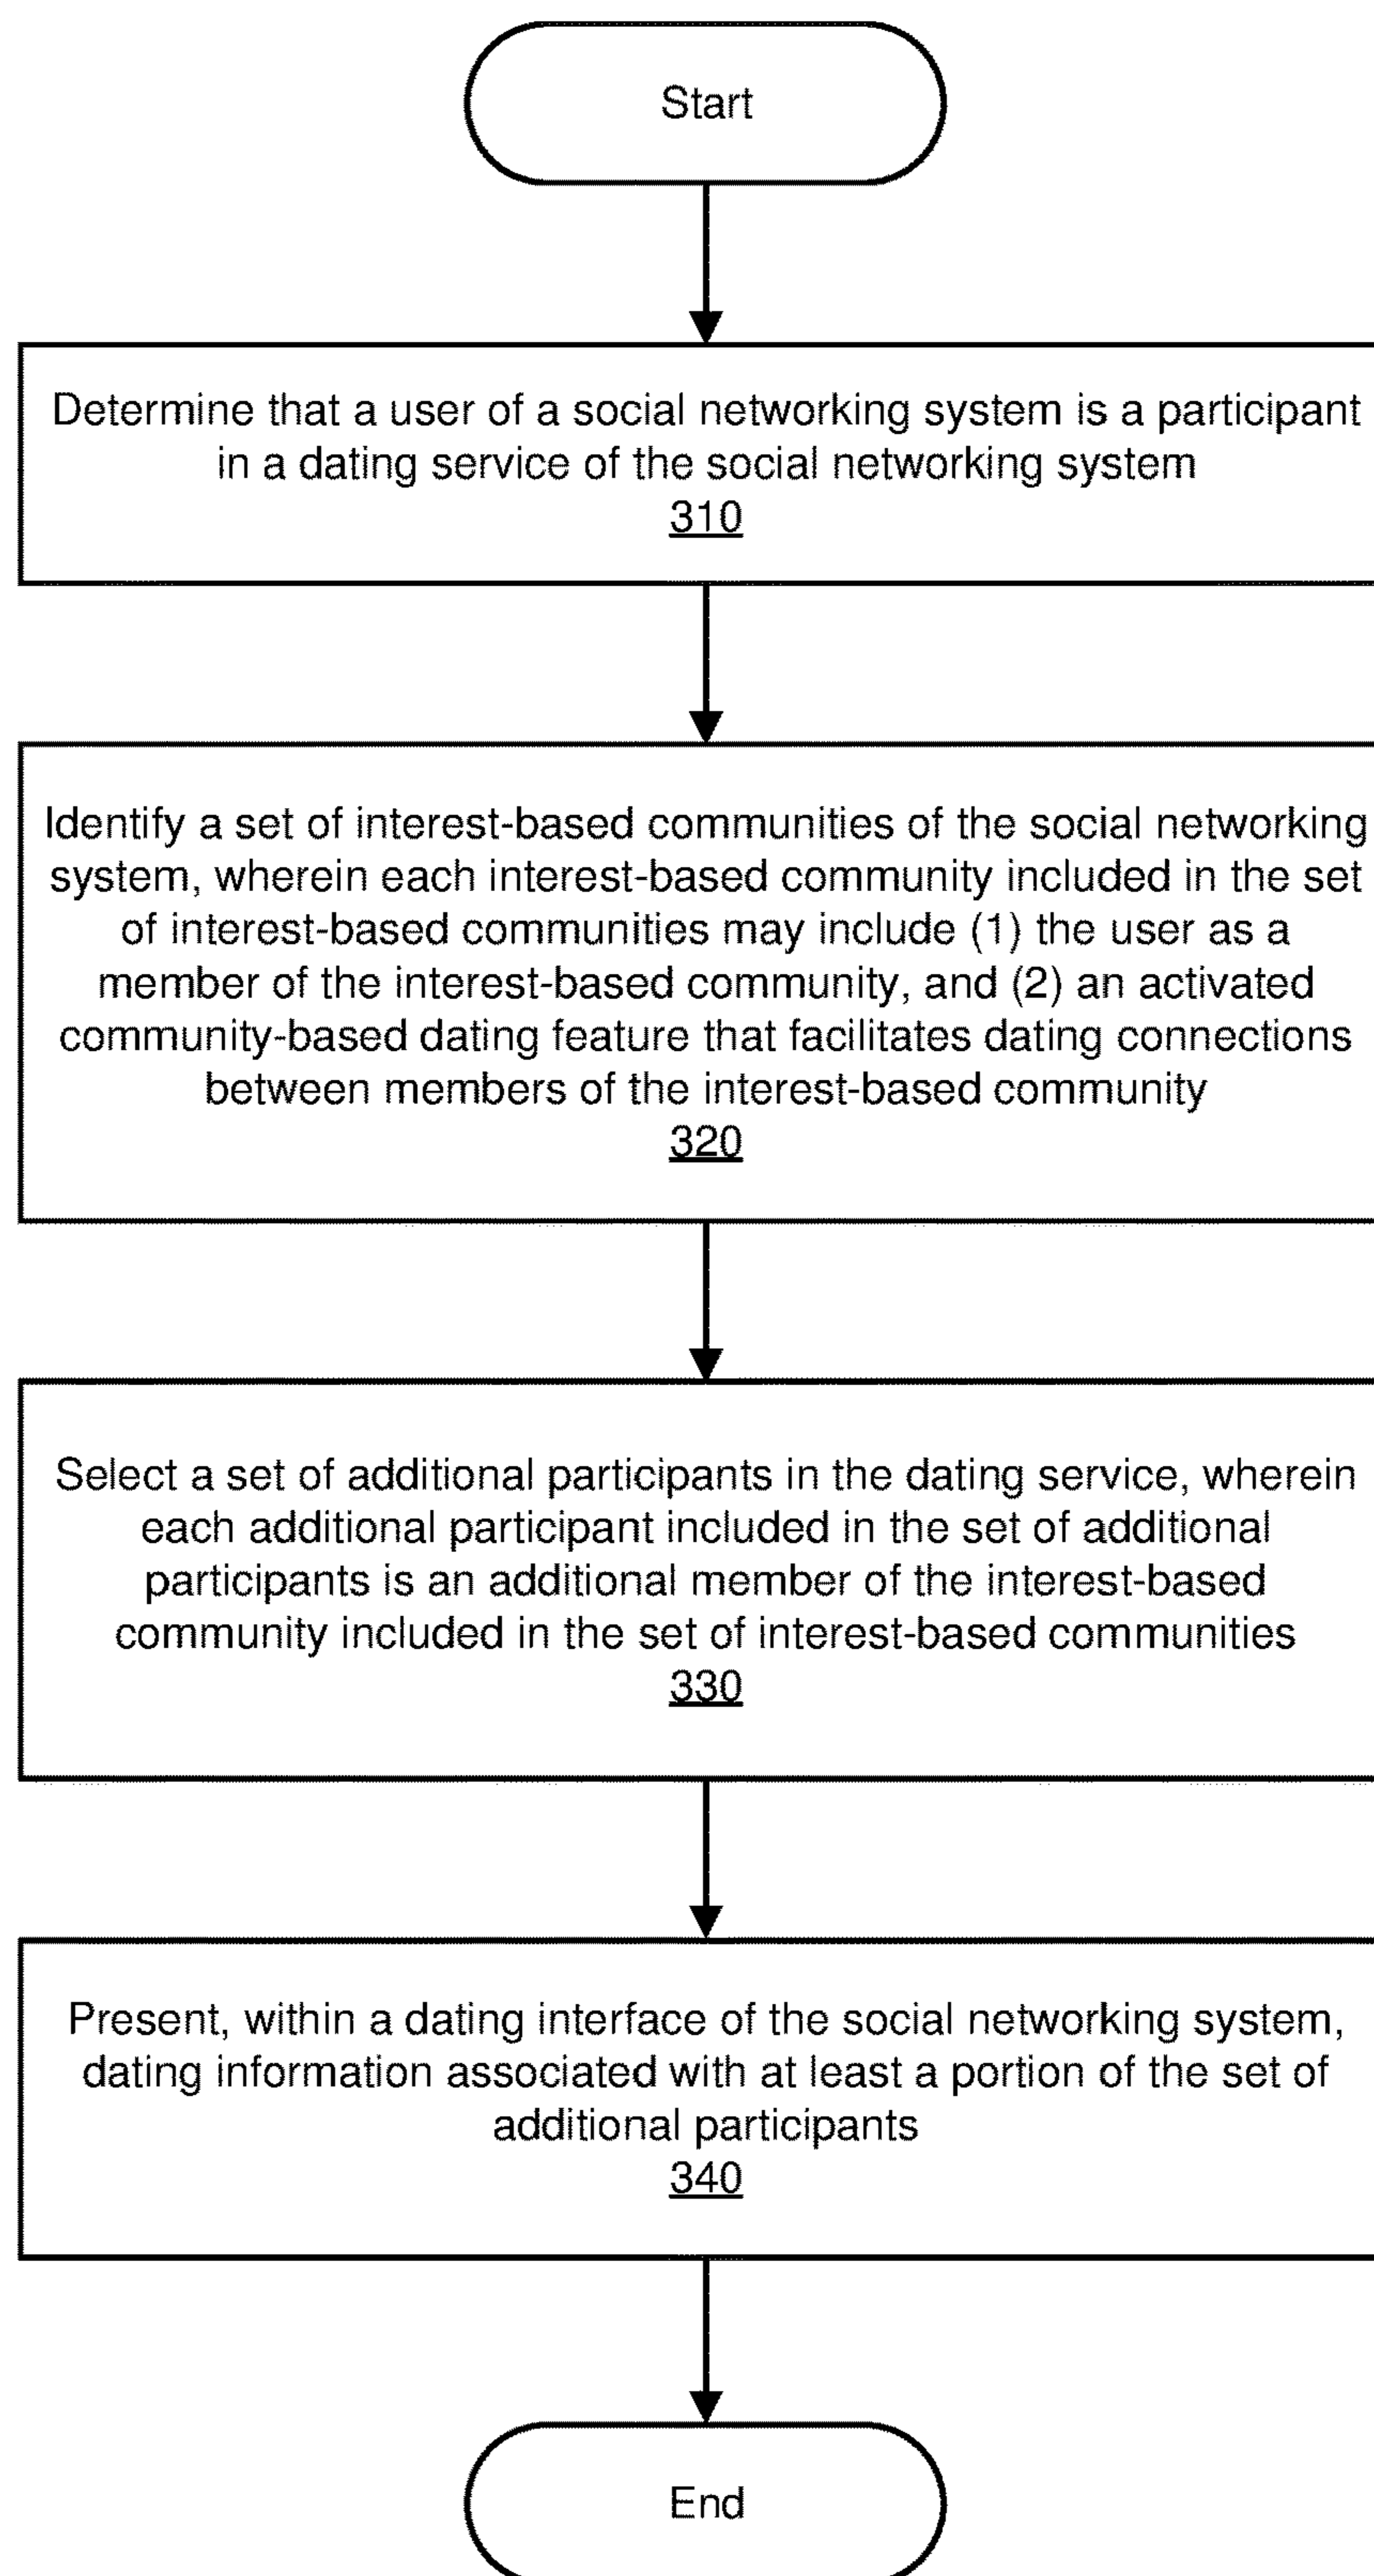 Start
Determine that a user of a social networking system is a participant
in a dating service of the social networking system
310
Identify a set of interest-based communities of the social networking
system, wherein each interest-based community included in the set
of interest-based communities may include (1) the user as a
member of the interest-based community, and (2) an activated
community-based dating feature that facilitates dating connections
between members of the interest-based community
320
Select a set of additional participants in the dating service, wherein
each additional participant included in the set of additional
participants is an additional member of the interest-based
community included in the set of interest-based communities
330
Present, within a dating interface of the social networking system,
dating information associated with at least a portion of the set of
additional participants
340
End